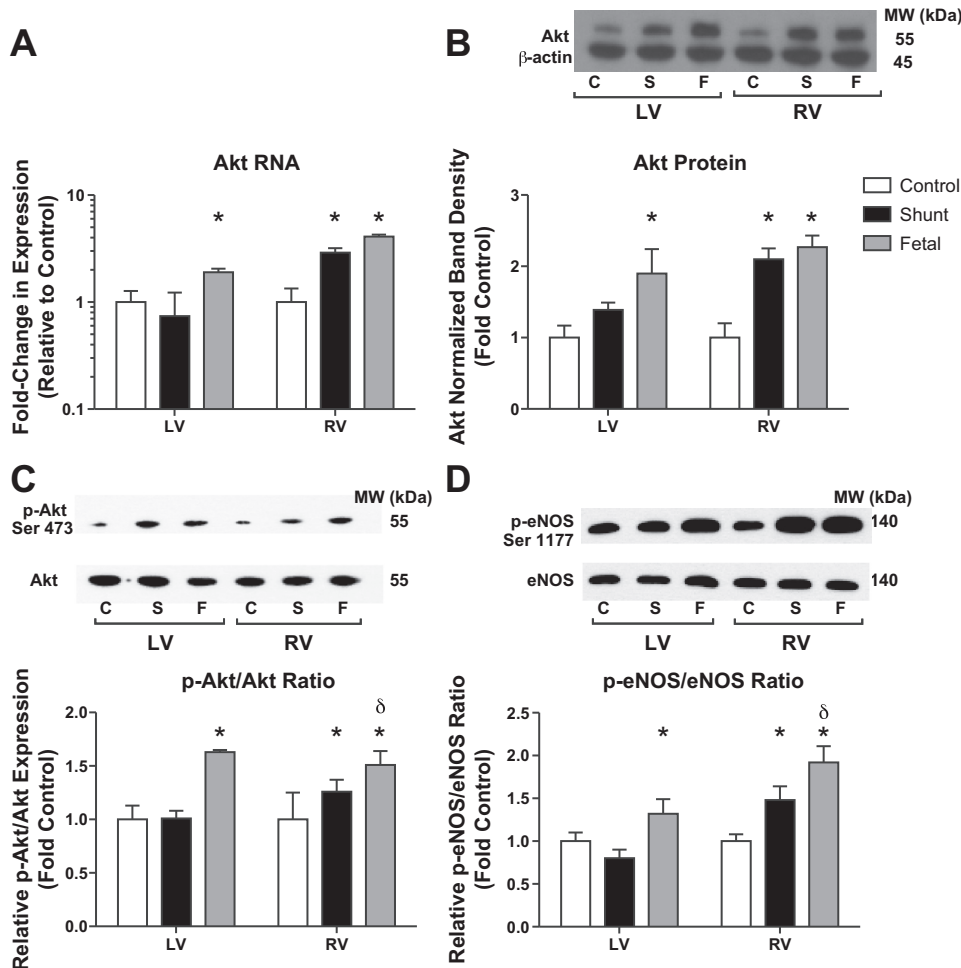 A
Akt RNA
Fold-Change in Expression
(Relative to Control)
10
1
0.1
LV RV
* * *
B
Akt
β-actin
MW (kDa)
55
45
C S F C S F
LV RV
Akt Protein
Akt Normalized Band Density
(Fold Control)
3
2
1
0
LV RV
* * *
Control
Shunt
Fetal
C
p-Akt
Ser 473
MW (kDa)
55
Akt
55
C S F C S F
LV RV
p-Akt/Akt Ratio
Relative p-Akt/Akt Expression
(Fold Control)
2.0
1.5
1.0
0.5
0.0
LV RV
δ
* * *
D
p-eNOS
Ser 1177
MW (kDa)
140
eNOS
140
C S F C S F
LV RV
p-eNOS/eNOS Ratio
Relative p-eNOS/eNOS Ratio
(Fold Control)
2.5
2.0
1.5
1.0
0.5
0.0
LV RV
δ
* * *